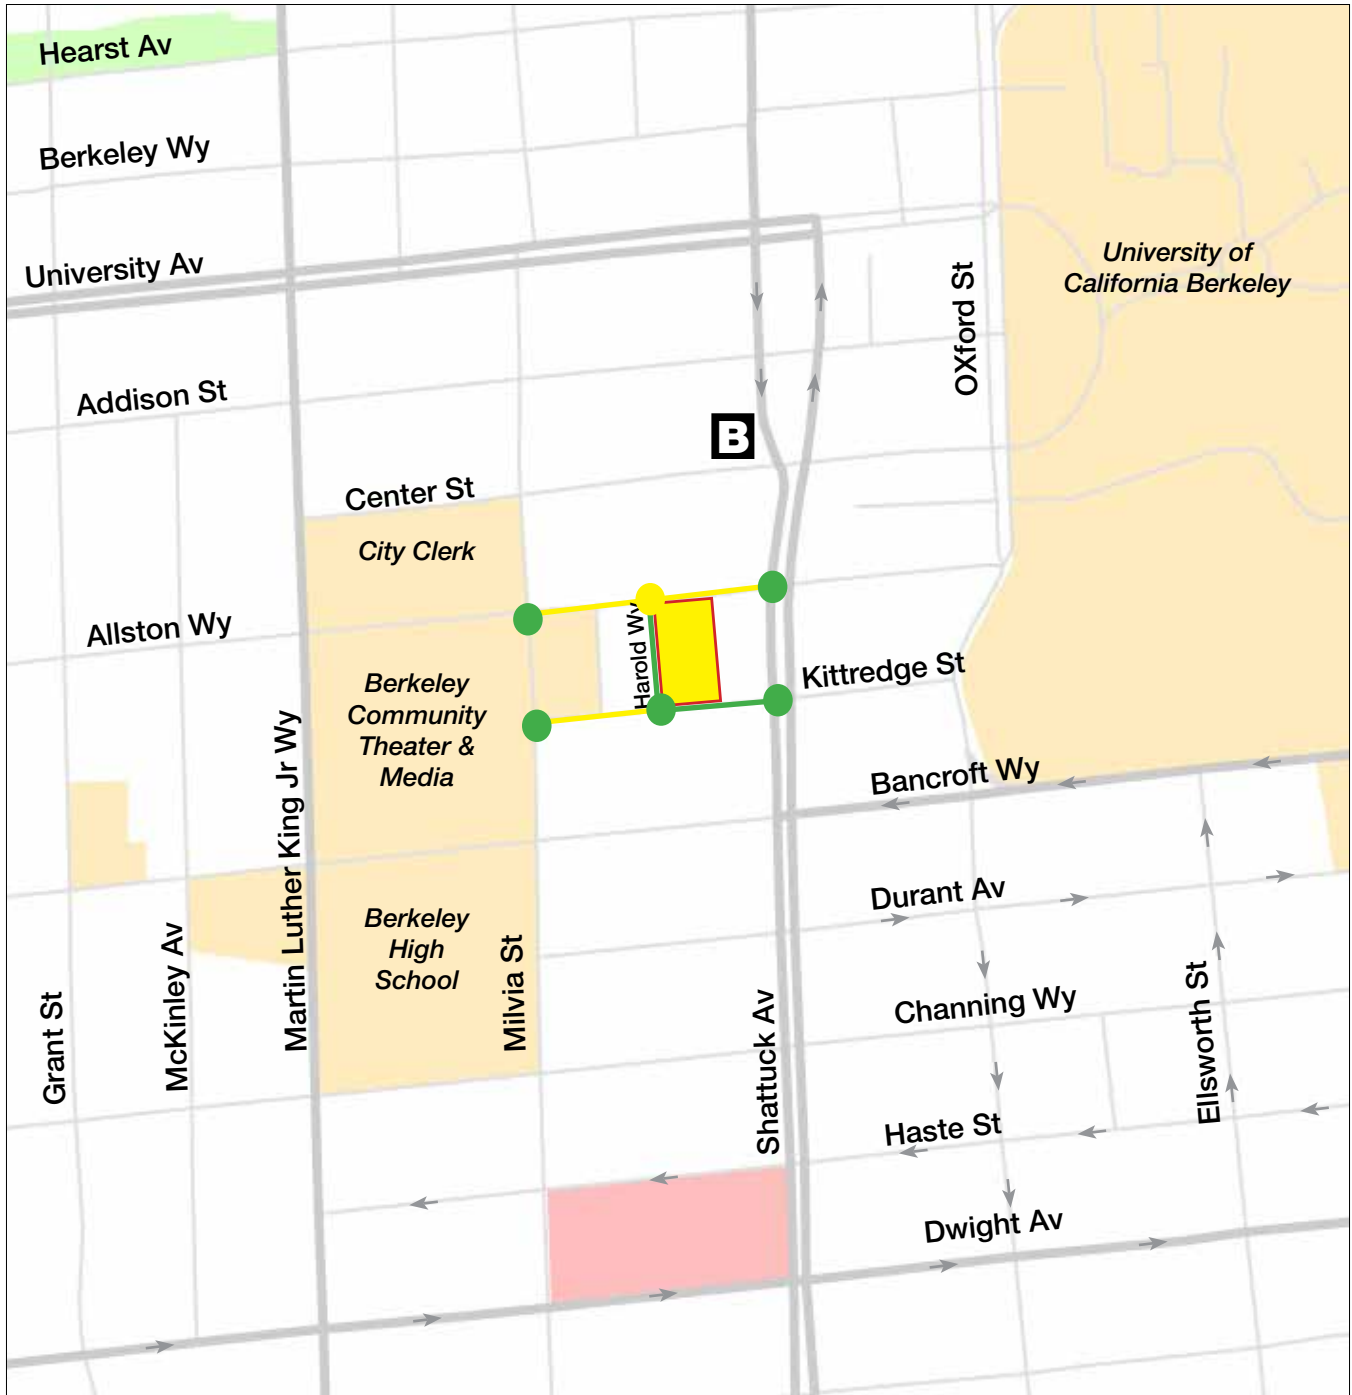 Hearst Av
Berkeley Wy
University Av
University of
California Berkeley
OXford St
Addison St
B
Center St
City Clerk
Allston Wy
Harold Wy
Kittredge St
Berkeley
Community
Theater &
Media
Martin Luther King Jr Wy
Bancroft Wy
Durant Av
Berkeley
High
School
McKinley Av
Milvia St
Grant St
Shattuck Av
Channing Wy
Ellsworth St
Haste St
Dwight Av